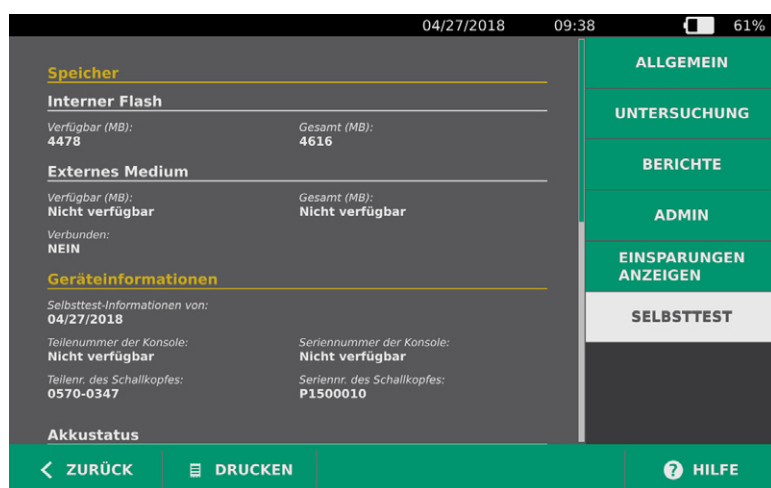 04/27/2018 09:38 61%
Speicher
Interner Flash
Verfügbar (MB): Gesamt (MB):
4478 4616
Externes Medium
Verfügbar (MB): Gesamt (MB):
Nicht verfügbar Nicht verfügbar
Verbunden:
NEIN
Geräteinformationen
Selbsttest-Informationen von:
04/27/2018
Teilenummer der Konsole: Seriennummer der Konsole:
Nicht verfügbar Nicht verfügbar
Teilenr. des Schallkopfes: Seriennr. des Schallkopfes:
0570-0347 P1500010
Akkustatus
ALLGEMEIN
UNTERSUCHUNG
BERICHTE
ADMIN
EINSPARUNGEN
ANZEIGEN
SELBSTTEST
ZURÜCK DRUCKEN ? HILFE